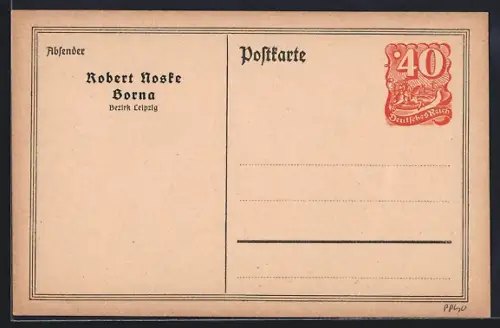 Absender
Robert Noske
Borna
Bezirk Leipzig
Postkarte
40
Deutsches Reich